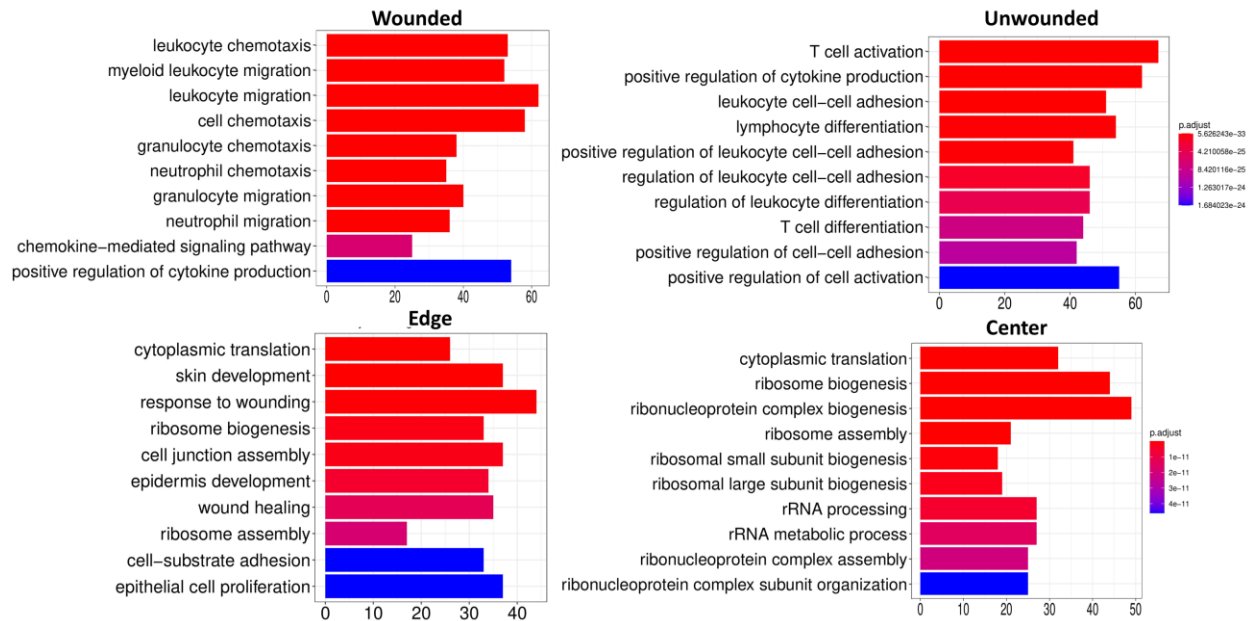 Wounded
leukocyte chemotaxis
myeloid leukocyte migration
leukocyte migration
cell chemotaxis
granulocyte chemotaxis
neutrophil chemotaxis
granulocyte migration
neutrophil migration
chemokine-mediated signaling pathway
positive regulation of cytokine production
0 20 40 60
Unwounded
T cell activation
positive regulation of cytokine production
leukocyte cell-cell adhesion
lymphocyte differentiation
positive regulation of leukocyte cell-cell adhesion
regulation of leukocyte cell-cell adhesion
regulation of leukocyte differentiation
T cell differentiation
positive regulation of cell-cell adhesion
positive regulation of cell activation
0 20 40 60
p.adjust
5.626243e-33
4.210058e-25
8.420116e-25
1.263017e-24
1.684023e-24
Edge
cytoplasmic translation
skin development
response to wounding
ribosome biogenesis
cell junction assembly
epidermis development
wound healing
ribosome assembly
cell-substrate adhesion
epithelial cell proliferation
0 10 20 30 40
Center
cytoplasmic translation
ribosome biogenesis
ribonucleoprotein complex biogenesis
ribosome assembly
ribosomal small subunit biogenesis
ribosomal large subunit biogenesis
rRNA processing
rRNA metabolic process
ribonucleoprotein complex assembly
ribonucleoprotein complex subunit organization
0 10 20 30 40 50
p.adjust
1e-11
2e-11
3e-11
4e-11